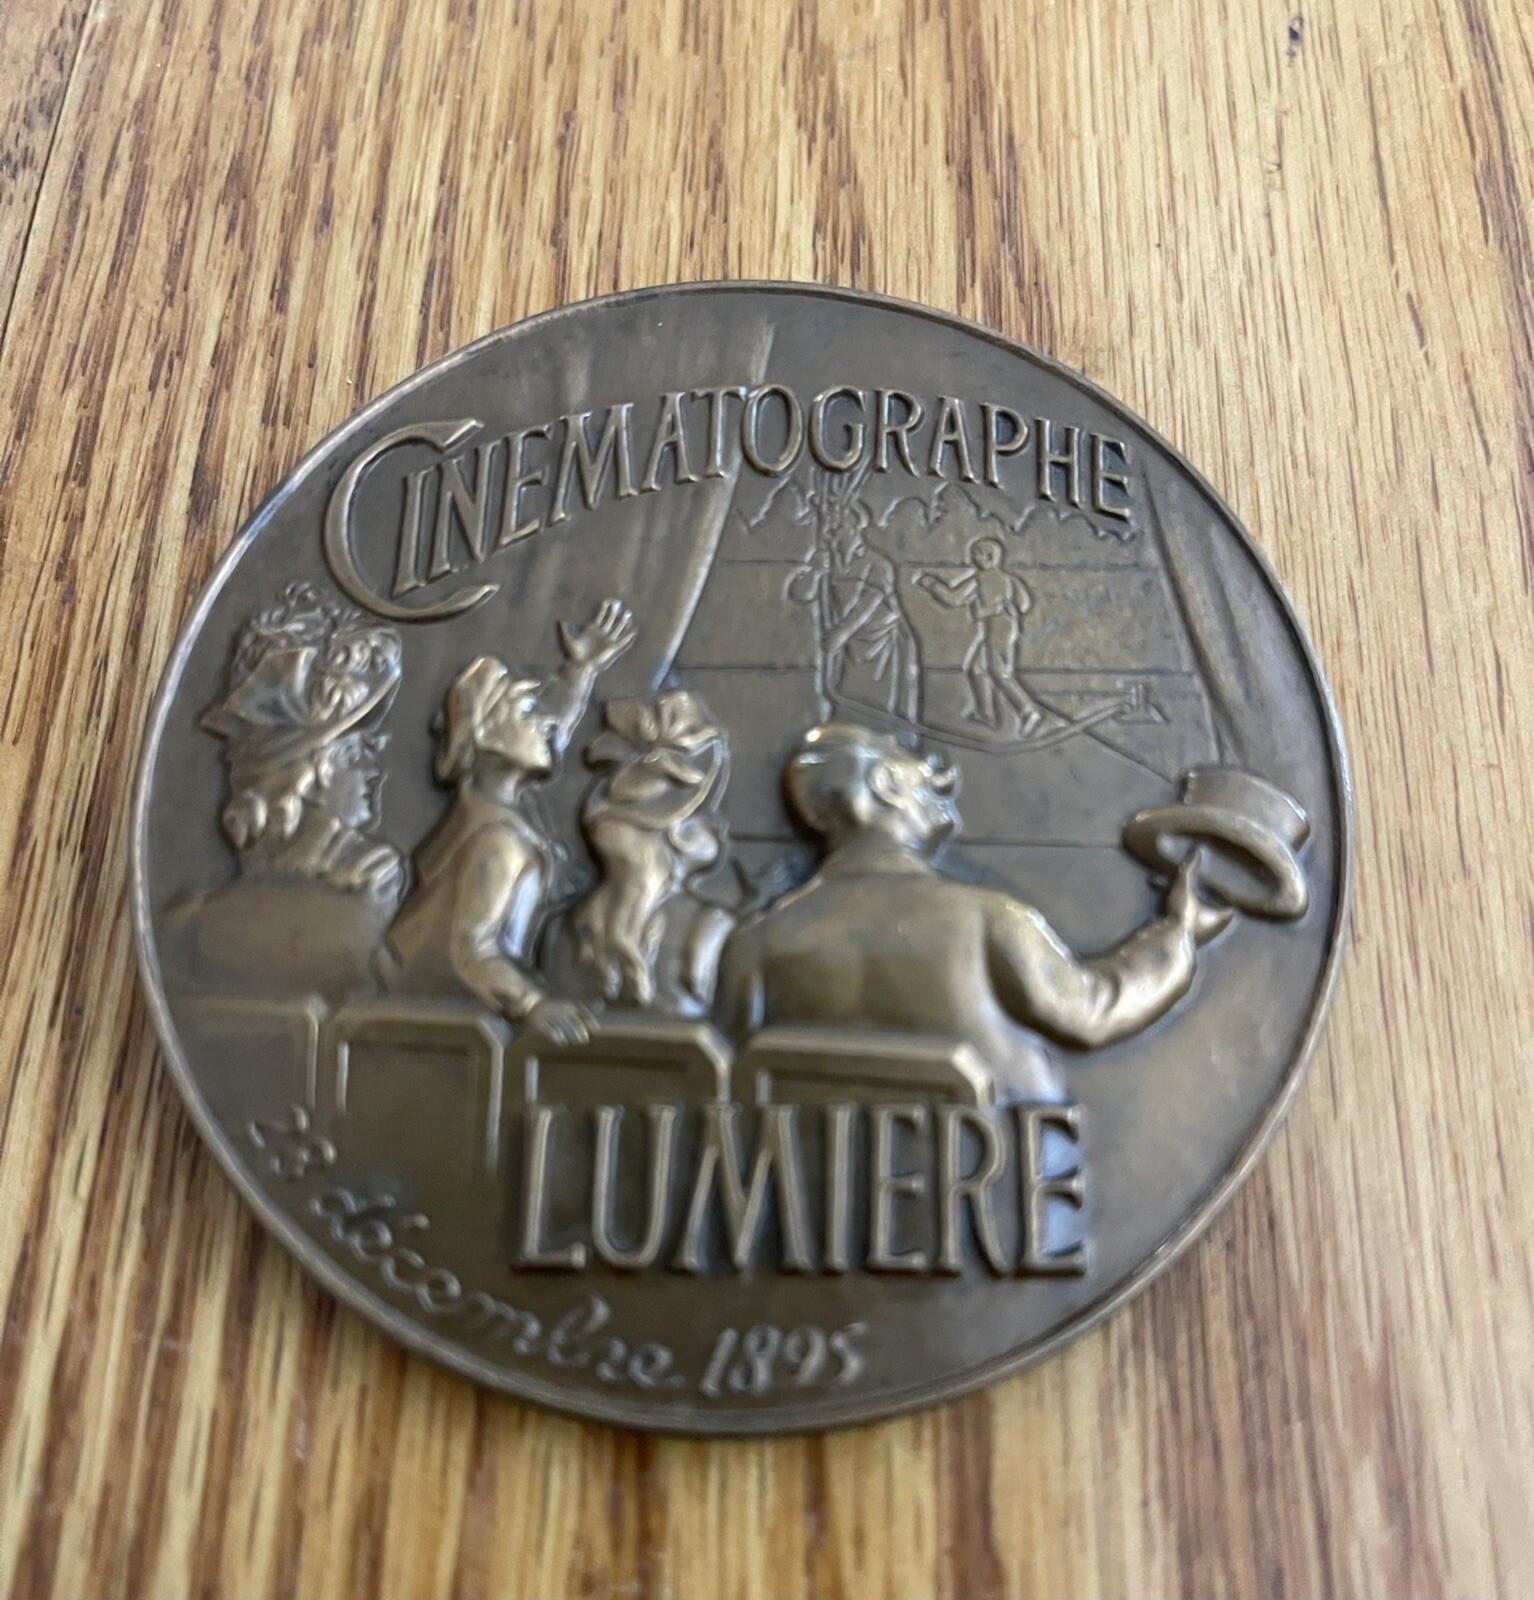 CINEMATOGRAPHE
LUMIERE
28 décembre 1895